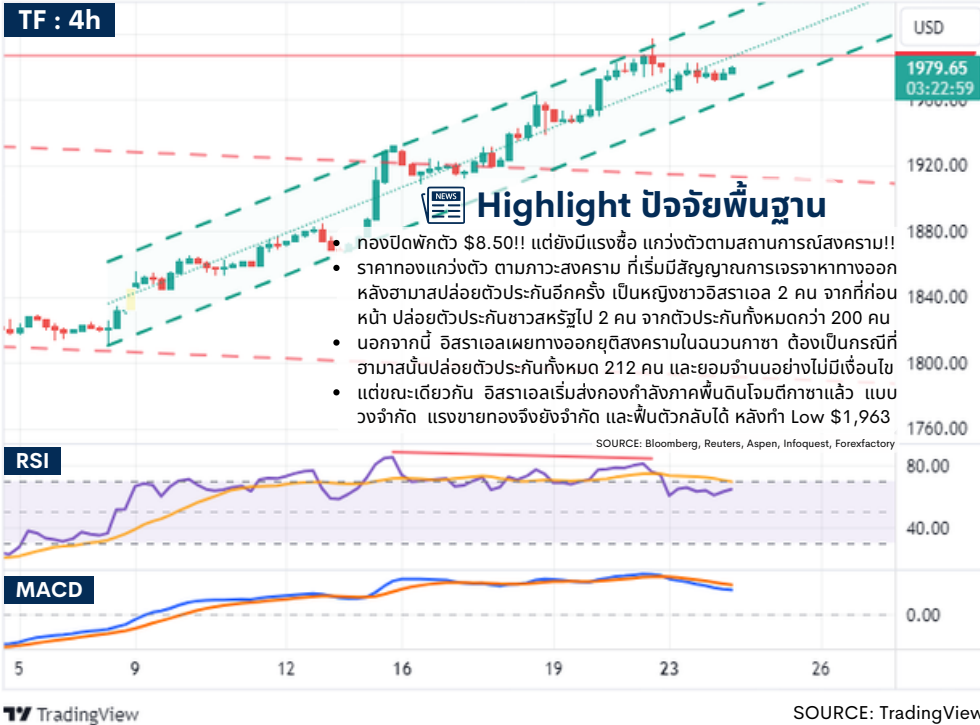 TF : 4h
USD
1979.65
03:22:59
1920.00
NEWS
Highlight ปัจจัยพื้นฐาน
1880.00
• ทองปิดพักตัว $8.50!! แต่ยังมีแรงซื้อ แกว่งตัวตามสถานการณ์สงคราม!!
• ราคาทองแกว่งตัว ตามภาวะสงคราม ที่เริ่มมีสัญญาณการเจรจาหาทางออก
หลังฮามาสปล่อยตัวประกันอีกครั้ง เป็นหญิงชาวอิสราเอล 2 คน จากที่ก่อน
1840.00
หน้า ปล่อยตัวประกันชาวสหรัฐไป 2 คน จากตัวประกันทั้งหมดกว่า 200 คน
• นอกจากนี้ อิสราเอลเผยทางออกยุติสงครามในฉนวนกาซา ต้องเป็นกรณีที่
1800.00
ฮามาสนั้นปล่อยตัวประกันทั้งหมด 212 คน และยอมจำนนอย่างไม่มีเงื่อนไข
• แต่ขณะเดียวกัน อิสราเอลเริ่มส่งกองกำลังภาคพื้นดินโจมตีกาซาแล้ว แบบ
วงจำกัด แรงขายทองจึงยังจำกัด และฟื้นตัวกลับได้ หลังทำ Low $1,963
1760.00
SOURCE: Bloomberg, Reuters, Aspen, Infoquest, Forexfactory
RSI
80.00
40.00
MACD
0.00
5 9 12 16 19 23 26
TradingView
SOURCE: TradingView